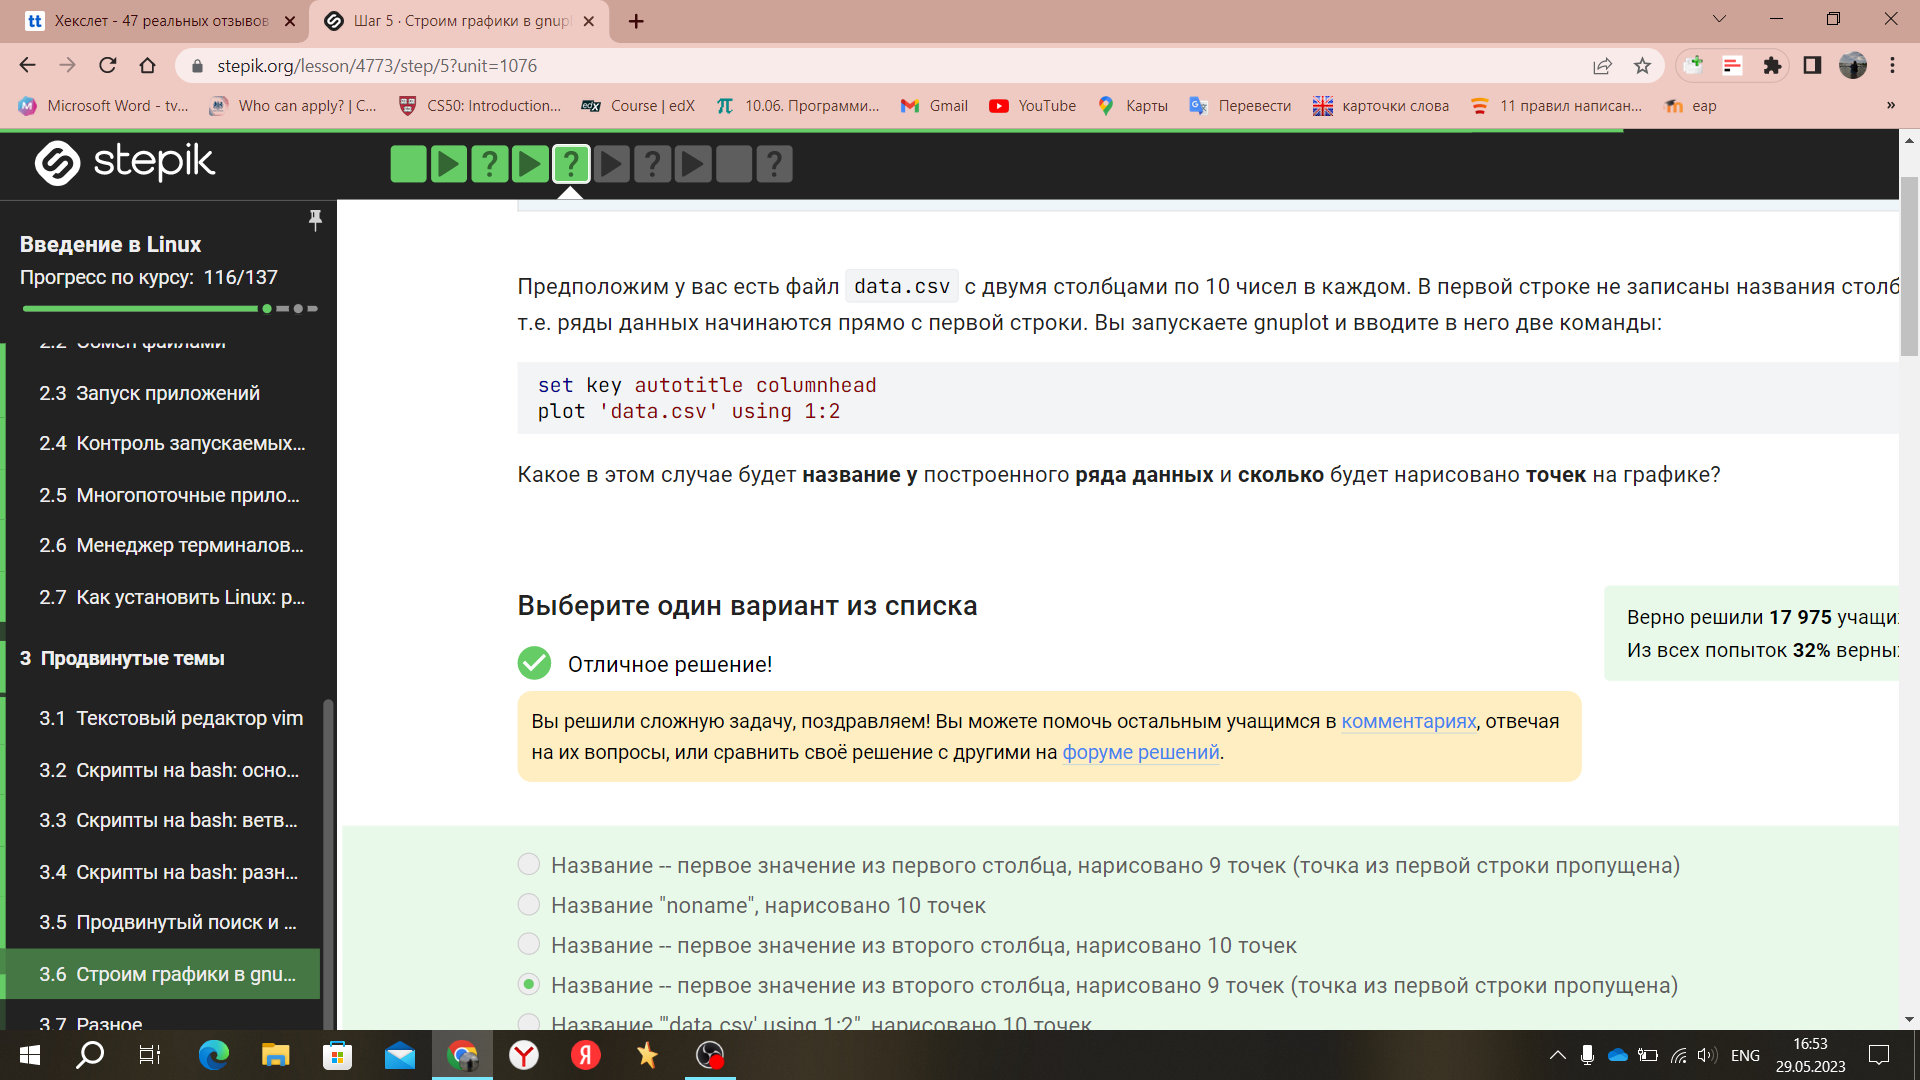 Хекслет - 47 реальных отзывов
Шаг 5 · Строим графики в gnupl
stepik.org/lesson/4773/step/5?unit=1076
Microsoft Word - tv...
Who can apply? | C...
CS50: Introduction...
edX
Course | edX
10.06. Программи...
Gmail
YouTube
Карты
Перевести
карточки слова
11 правил написан...
eap
»
stepik
Введение в Linux
Прогресс по курсу: 116/137
2.2 Обмен файлами
2.3 Запуск приложений
2.4 Контроль запускаемых...
2.5 Многопоточные прило...
2.6 Менеджер терминалов...
2.7 Как установить Linux: р...
3 Продвинутые темы
3.1 Текстовый редактор vim
3.2 Скрипты на bash: осно...
3.3 Скрипты на bash: ветв...
3.4 Скрипты на bash: разн...
3.5 Продвинутый поиск и ...
3.6 Строим графики в gnu...
3.7 Разное
Предположим у вас есть файл data.csv с двумя столбцами по 10 чисел в каждом. В первой строке не записаны названия столб
т.е. ряды данных начинаются прямо с первой строки. Вы запускаете gnuplot и вводите в него две команды:
set key autotitle columnhead
plot 'data.csv' using 1:2
Какое в этом случае будет название у построенного ряда данных и сколько будет нарисовано точек на графике?
Выберите один вариант из списка
Верно решили 17 975 учащи
Из всех попыток 32% верны
Отличное решение!
Вы решили сложную задачу, поздравляем! Вы можете помочь остальным учащимся в комментариях, отвечая
на их вопросы, или сравнить своё решение с другими на форуме решений.
Название -- первое значение из первого столбца, нарисовано 9 точек (точка из первой строки пропущена)
Название "noname", нарисовано 10 точек
Название -- первое значение из второго столбца, нарисовано 10 точек
Название -- первое значение из второго столбца, нарисовано 9 точек (точка из первой строки пропущена)
Название "'data.csv' using 1:2", нарисовано 10 точек
ENG
16:53
29.05.2023